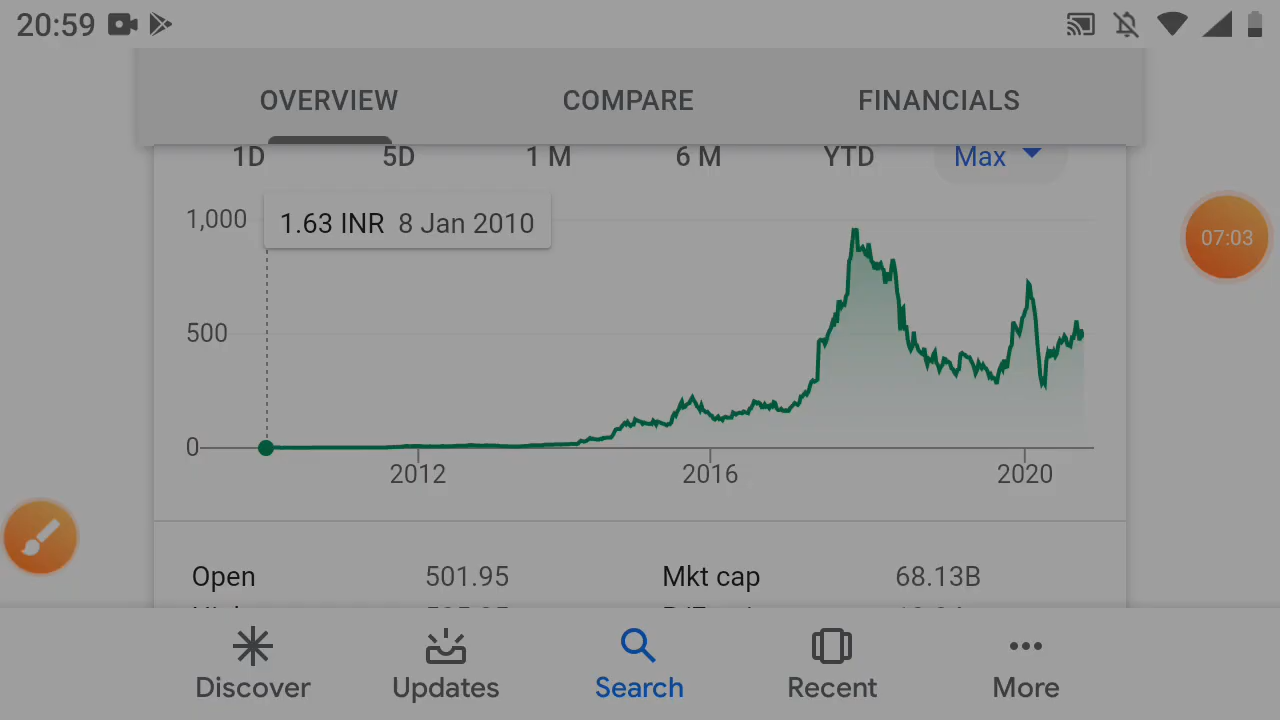 20:59
OVERVIEW COMPARE FINANCIALS
1D 5D 1 M 6 M YTD Max
1,000 1.63 INR 8 Jan 2010
07:03
500
0
2012 2016 2020
Open 501.95 Mkt cap 68.13B
Discover Updates Search Recent More